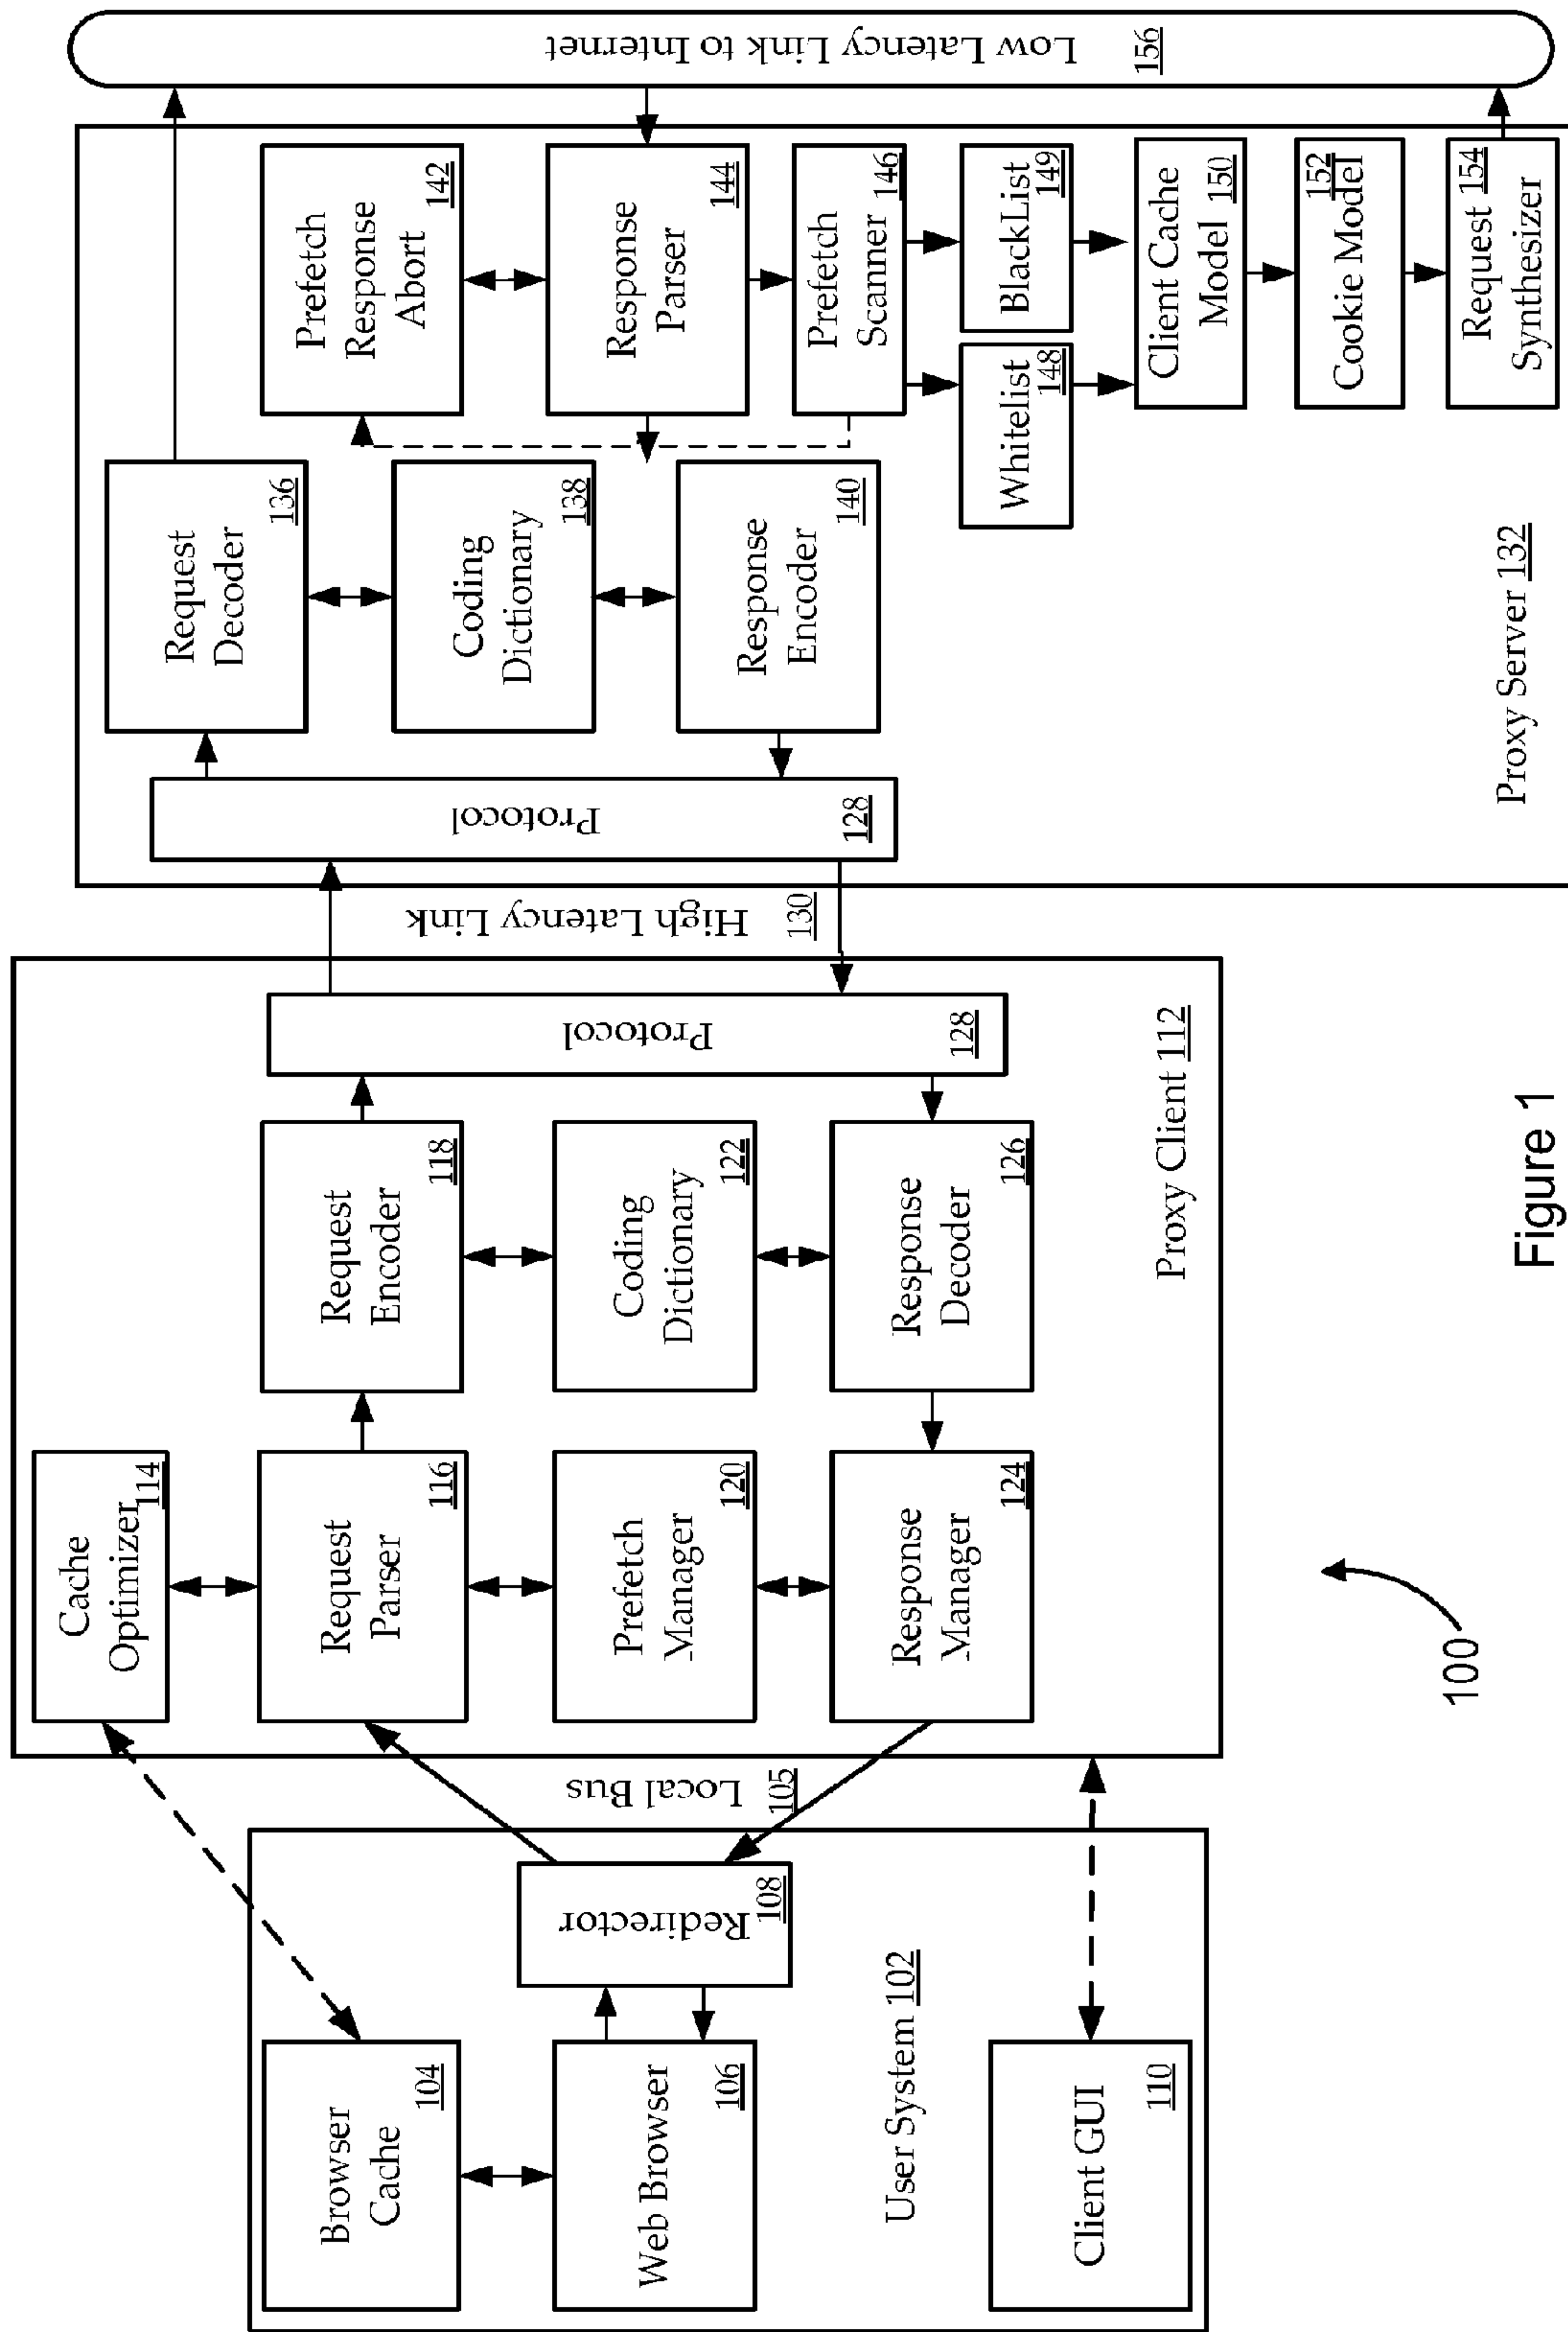 Browser
Cache
104
Web Browser
106
Redirector
108
User System 102
Client GUI
110
Local Bus
105
Cache
Optimizer
114
Request
Parser
116
Prefetch
Manager
120
Response
Manager
124
Request
Encoder
118
Coding
Dictionary
122
Response
Decoder
126
Protocol
128
Proxy Client 112
High Latency Link
130
Protocol
128
Request
Decoder
136
Coding
Dictionary
138
Response
Encoder
140
Prefetch
Response
Abort
142
Response
Parser
144
Prefetch
Scanner
146
Whitelist
148
BlackList
149
Client Cache
Model 150
152
Cookie Model
Request 154
Synthesizer
Proxy Server 132
Low Latency Link to Internet
156
100
Figure 1